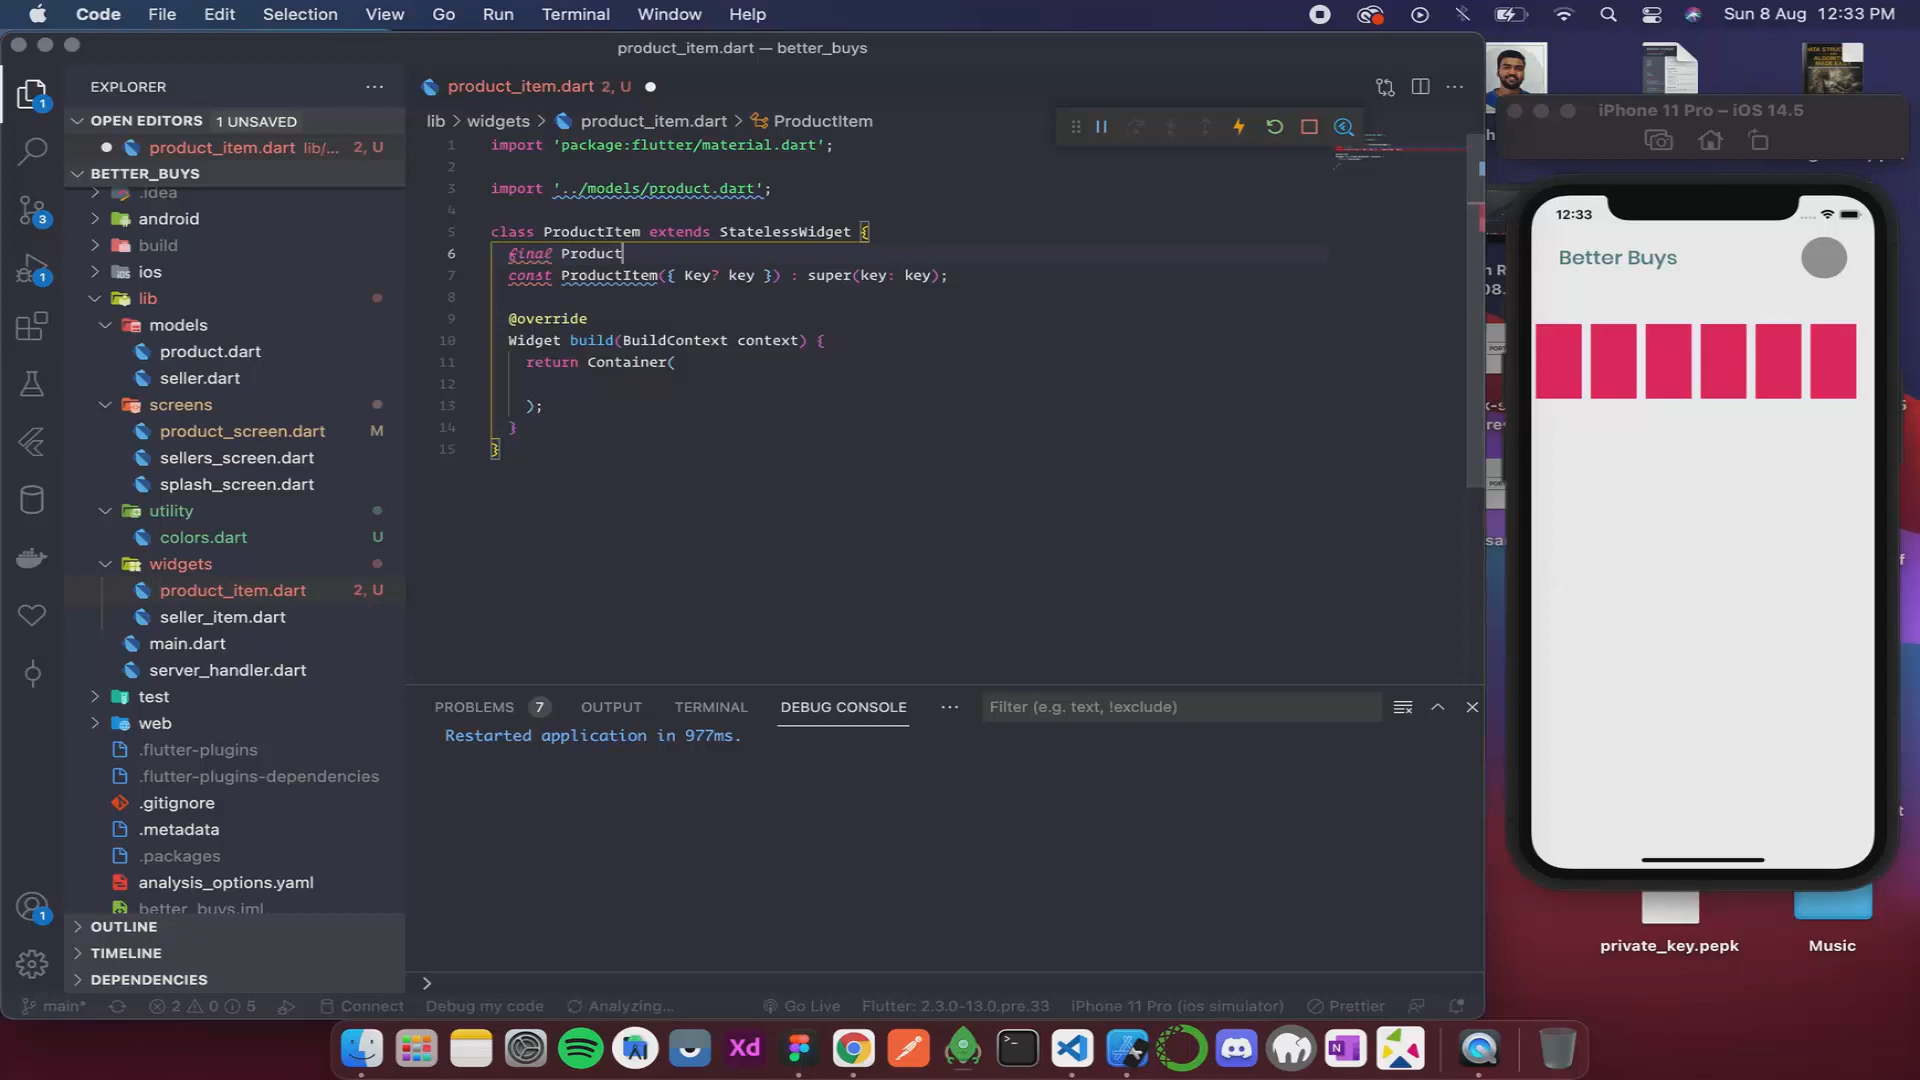 Code File Edit Selection View Go Run Terminal Window Help
Sun 8 Aug 12:33 PM
product_item.dart — better_buys
EXPLORER
OPEN EDITORS 1 UNSAVED
product_item.dart lib/... 2, U
BETTER_BUYS
.idea
android
build
ios
lib
models
product.dart
seller.dart
screens
product_screen.dart M
sellers_screen.dart
splash_screen.dart
utility
colors.dart U
widgets
product_item.dart 2, U
seller_item.dart
main.dart
server_handler.dart
test
web
.flutter-plugins
.flutter-plugins-dependencies
.gitignore
.metadata
.packages
analysis_options.yaml
better_buys.iml
OUTLINE
TIMELINE
DEPENDENCIES
1
3
1
1
product_item.dart 2, U
lib > widgets > product_item.dart > ProductItem
1 import 'package:flutter/material.dart';
2
3 import '../models/product.dart';
4
5 class ProductItem extends StatelessWidget {
6 final Product
7 const ProductItem({ Key? key }) : super(key: key);
8
9 @override
10 Widget build(BuildContext context) {
11 return Container(
12
13 );
14 }
15 }
PROBLEMS 7 OUTPUT TERMINAL DEBUG CONSOLE ... Filter (e.g. text, !exclude)
Restarted application in 977ms.
>
main* 2 0 5 Connect Debug my code Analyzing... Go Live Flutter: 2.3.0-13.0.pre.33 iPhone 11 Pro (ios simulator) Prettier
iPhone 11 Pro – iOS 14.5
12:33
Better Buys
private_key.pepk
Music
Xd